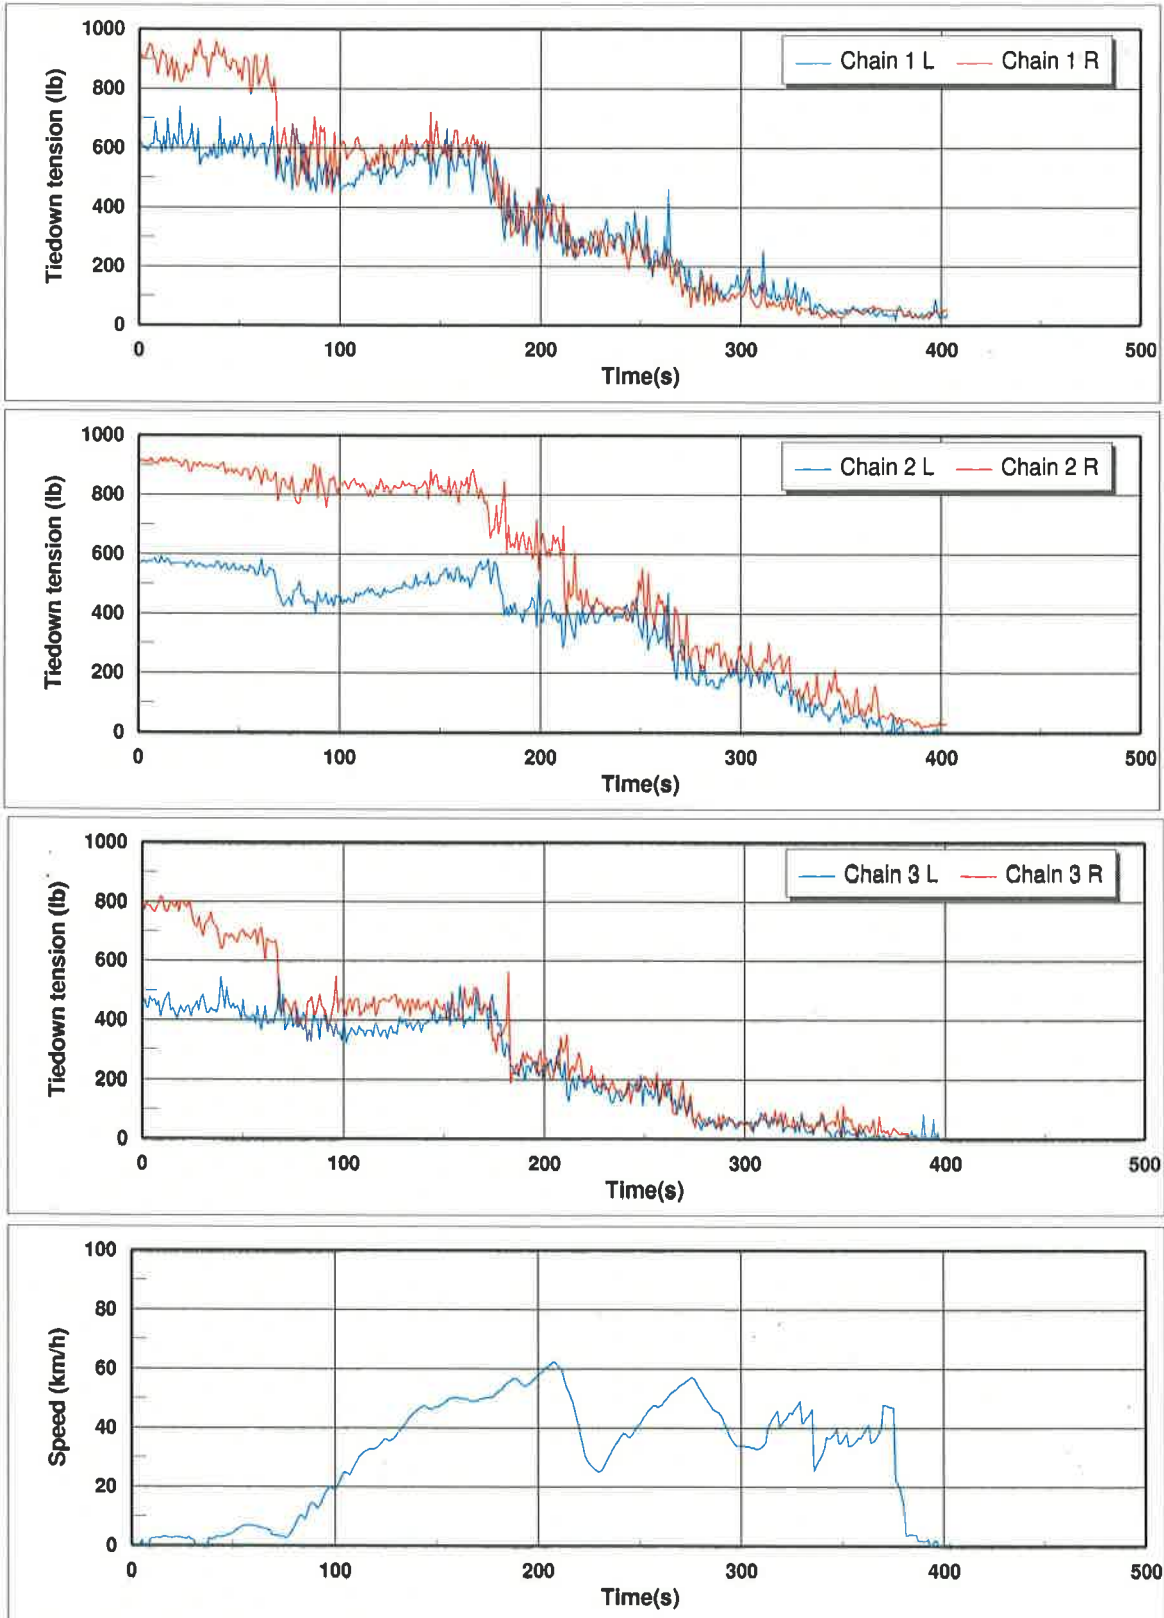 1000
800
600
400
200
0
Tiedown tension (lb)
Chain 1 L Chain 1 R
0 100 200 300 400 500
Time(s)
1000
800
600
400
200
0
Tiedown tension (lb)
Chain 2 L Chain 2 R
0 100 200 300 400 500
Time(s)
1000
800
600
400
200
0
Tiedown tension (lb)
Chain 3 L Chain 3 R
0 100 200 300 400 500
Time(s)
100
80
60
40
20
0
Speed (km/h)
0 100 200 300 400 500
Time(s)